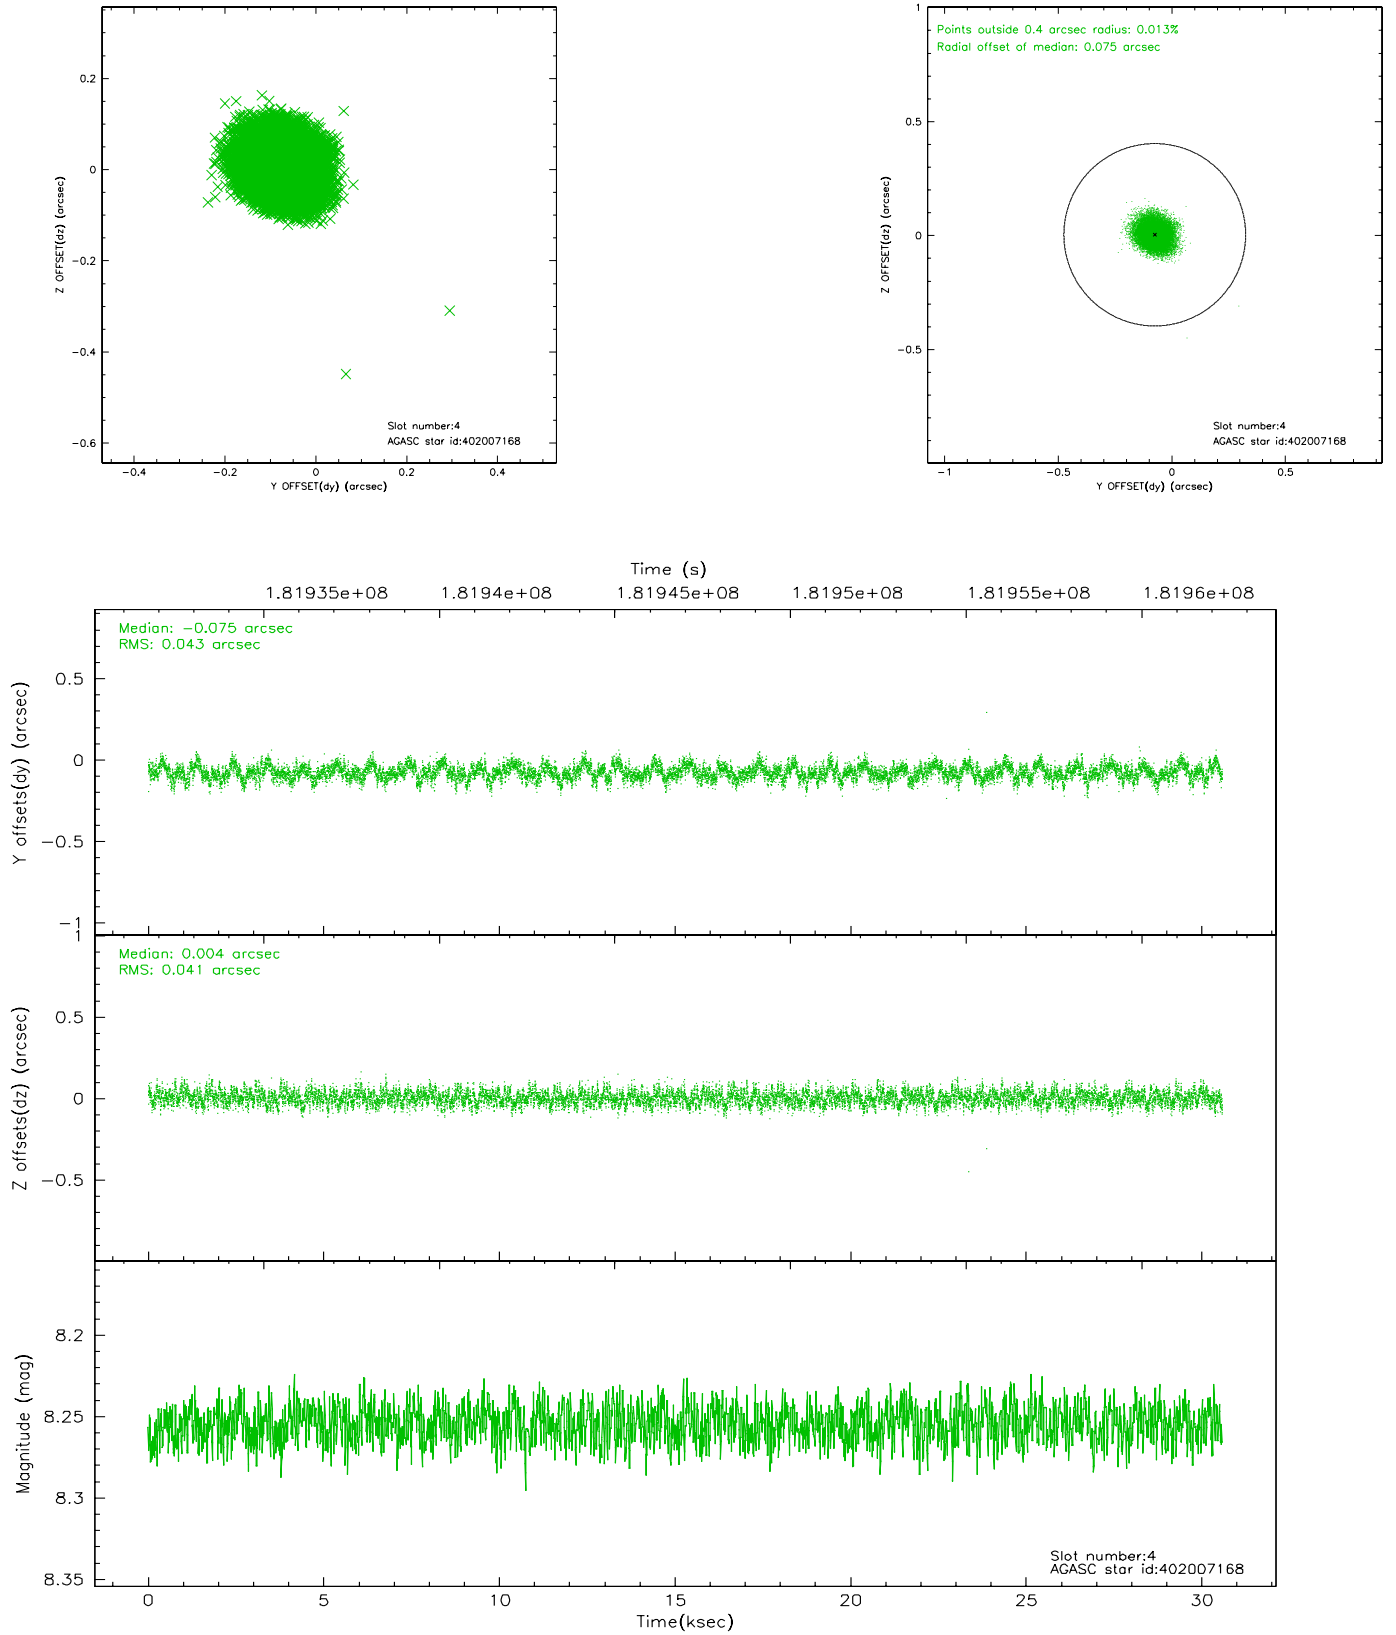 0.2
0
-0.2
-0.4
-0.6
Z OFFSET(dz) (arcsec)
Slot number:4
AGASC star id:402007168
-0.4
-0.2
0
0.2
0.4
Y OFFSET(dy) (arcsec)
1
0.5
0
-0.5
Z OFFSET(dz) (arcsec)
Points outside 0.4 arcsec radius: 0.013%
Radial offset of median: 0.075 arcsec
Slot number:4
AGASC star id:402007168
-1
-0.5
0
0.5
Y OFFSET(dy) (arcsec)
Time (s)
1.81935e+08
1.8194e+08
1.81945e+08
1.8195e+08
1.81955e+08
1.8196e+08
Median: -0.075 arcsec
RMS: 0.043 arcsec
0.5
0
-0.5
-1
Y offsets(dy) (arcsec)
Median: 0.004 arcsec
RMS: 0.041 arcsec
1
0.5
0
-0.5
Z offsets(dz) (arcsec)
8.2
8.25
8.3
8.35
Magnitude (mag)
Slot number:4
AGASC star id:402007168
0
5
10
15
20
25
30
Time(ksec)